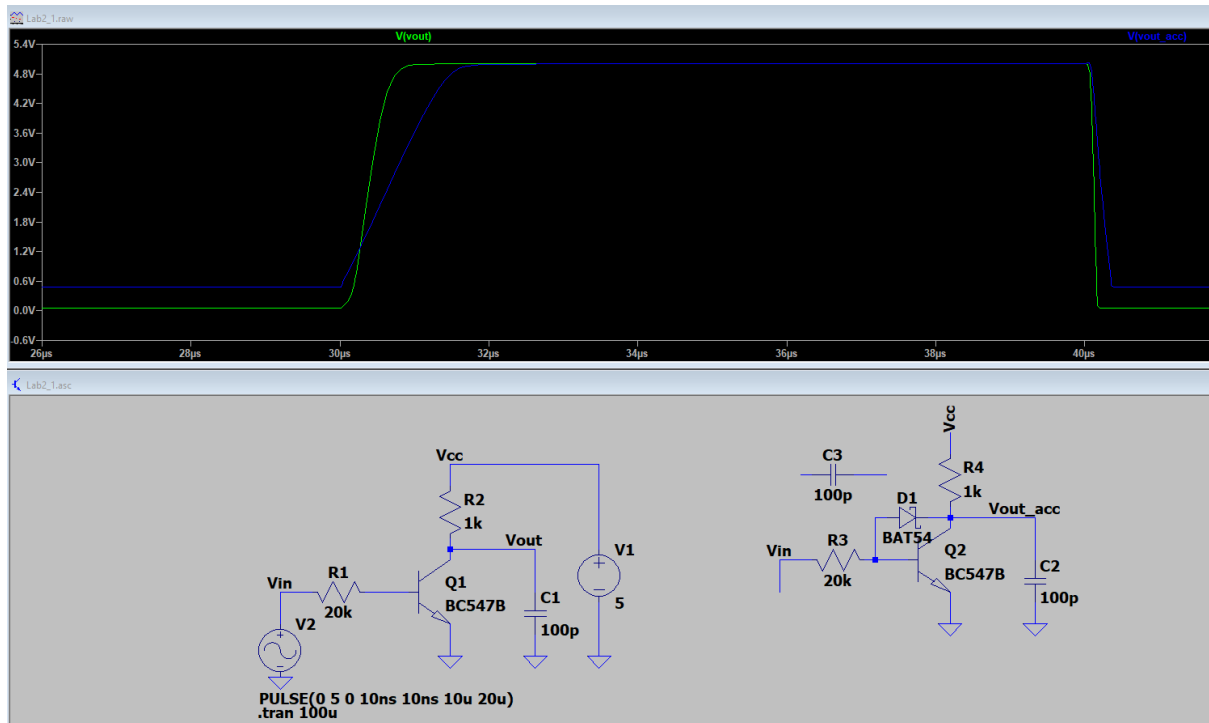 Lab2_1.raw
V(vout)
V(vout_acc)
5.4V
4.8V
4.2V
3.6V
3.0V
2.4V
1.8V
1.2V
0.6V
0.0V
-0.6V
26µs
30µs
32µs
34µs
36µs
38µs
40µs
Lab2_1.asc
Vcc
R2
1k
Vout
V1
5
Vin
R1
20k
Q1
BC547B
C1
100p
V2
PULSE(0 5 0 10ns 10ns 10u 20u)
.tran 100u
C3
100p
Vcc
R4
1k
D1
BAT54
Vout_acc
Vin
R3
20k
Q2
BC547B
C2
100p